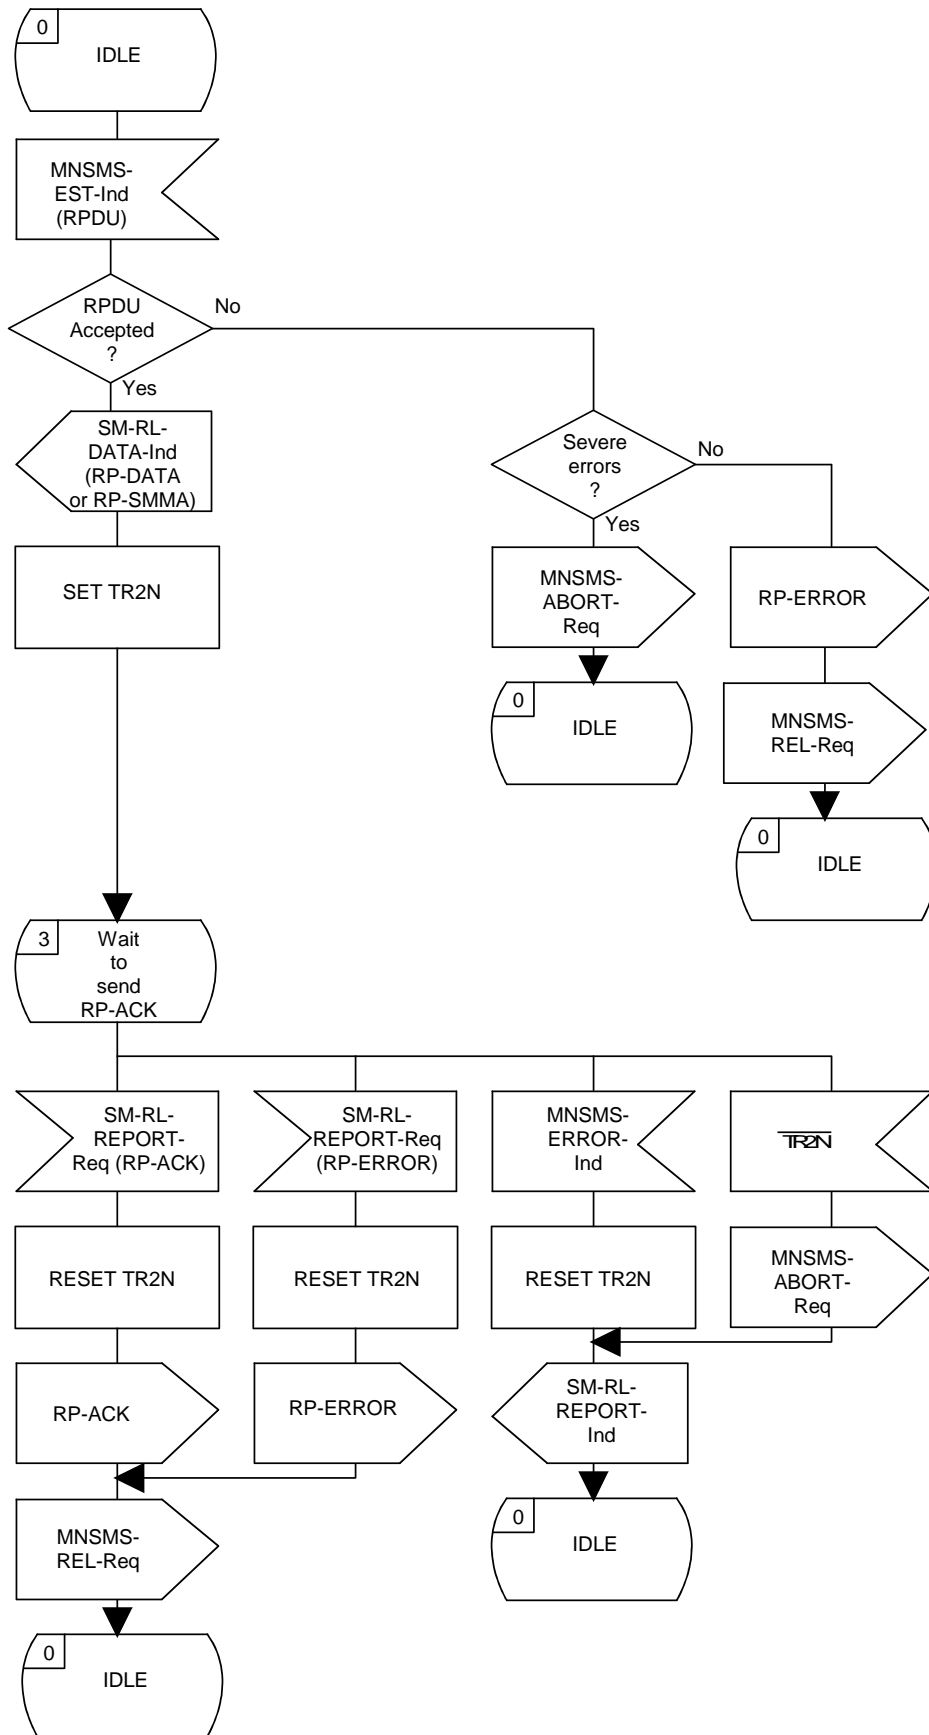 0
IDLE
MNSMS-
EST-Ind
(RPDU)
RPDU
Accepted
?
No
Yes
SM-RL-
DATA-Ind
(RP-DATA
or RP-SMMA)
SET TR2N
Severe
errors
?
No
Yes
MNSMS-
ABORT-
Req
RP-ERROR
0
IDLE
MNSMS-
REL-Req
0
IDLE
3
Wait
to
send
RP-ACK
SM-RL-
REPORT-
Req (RP-ACK)
SM-RL-
REPORT-Req
(RP-ERROR)
MNSMS-
ERROR-
Ind
TR2N
RESET TR2N
RESET TR2N
RESET TR2N
MNSMS-
ABORT-
Req
RP-ACK
RP-ERROR
SM-RL-
REPORT-
Ind
MNSMS-
REL-Req
0
IDLE
0
IDLE